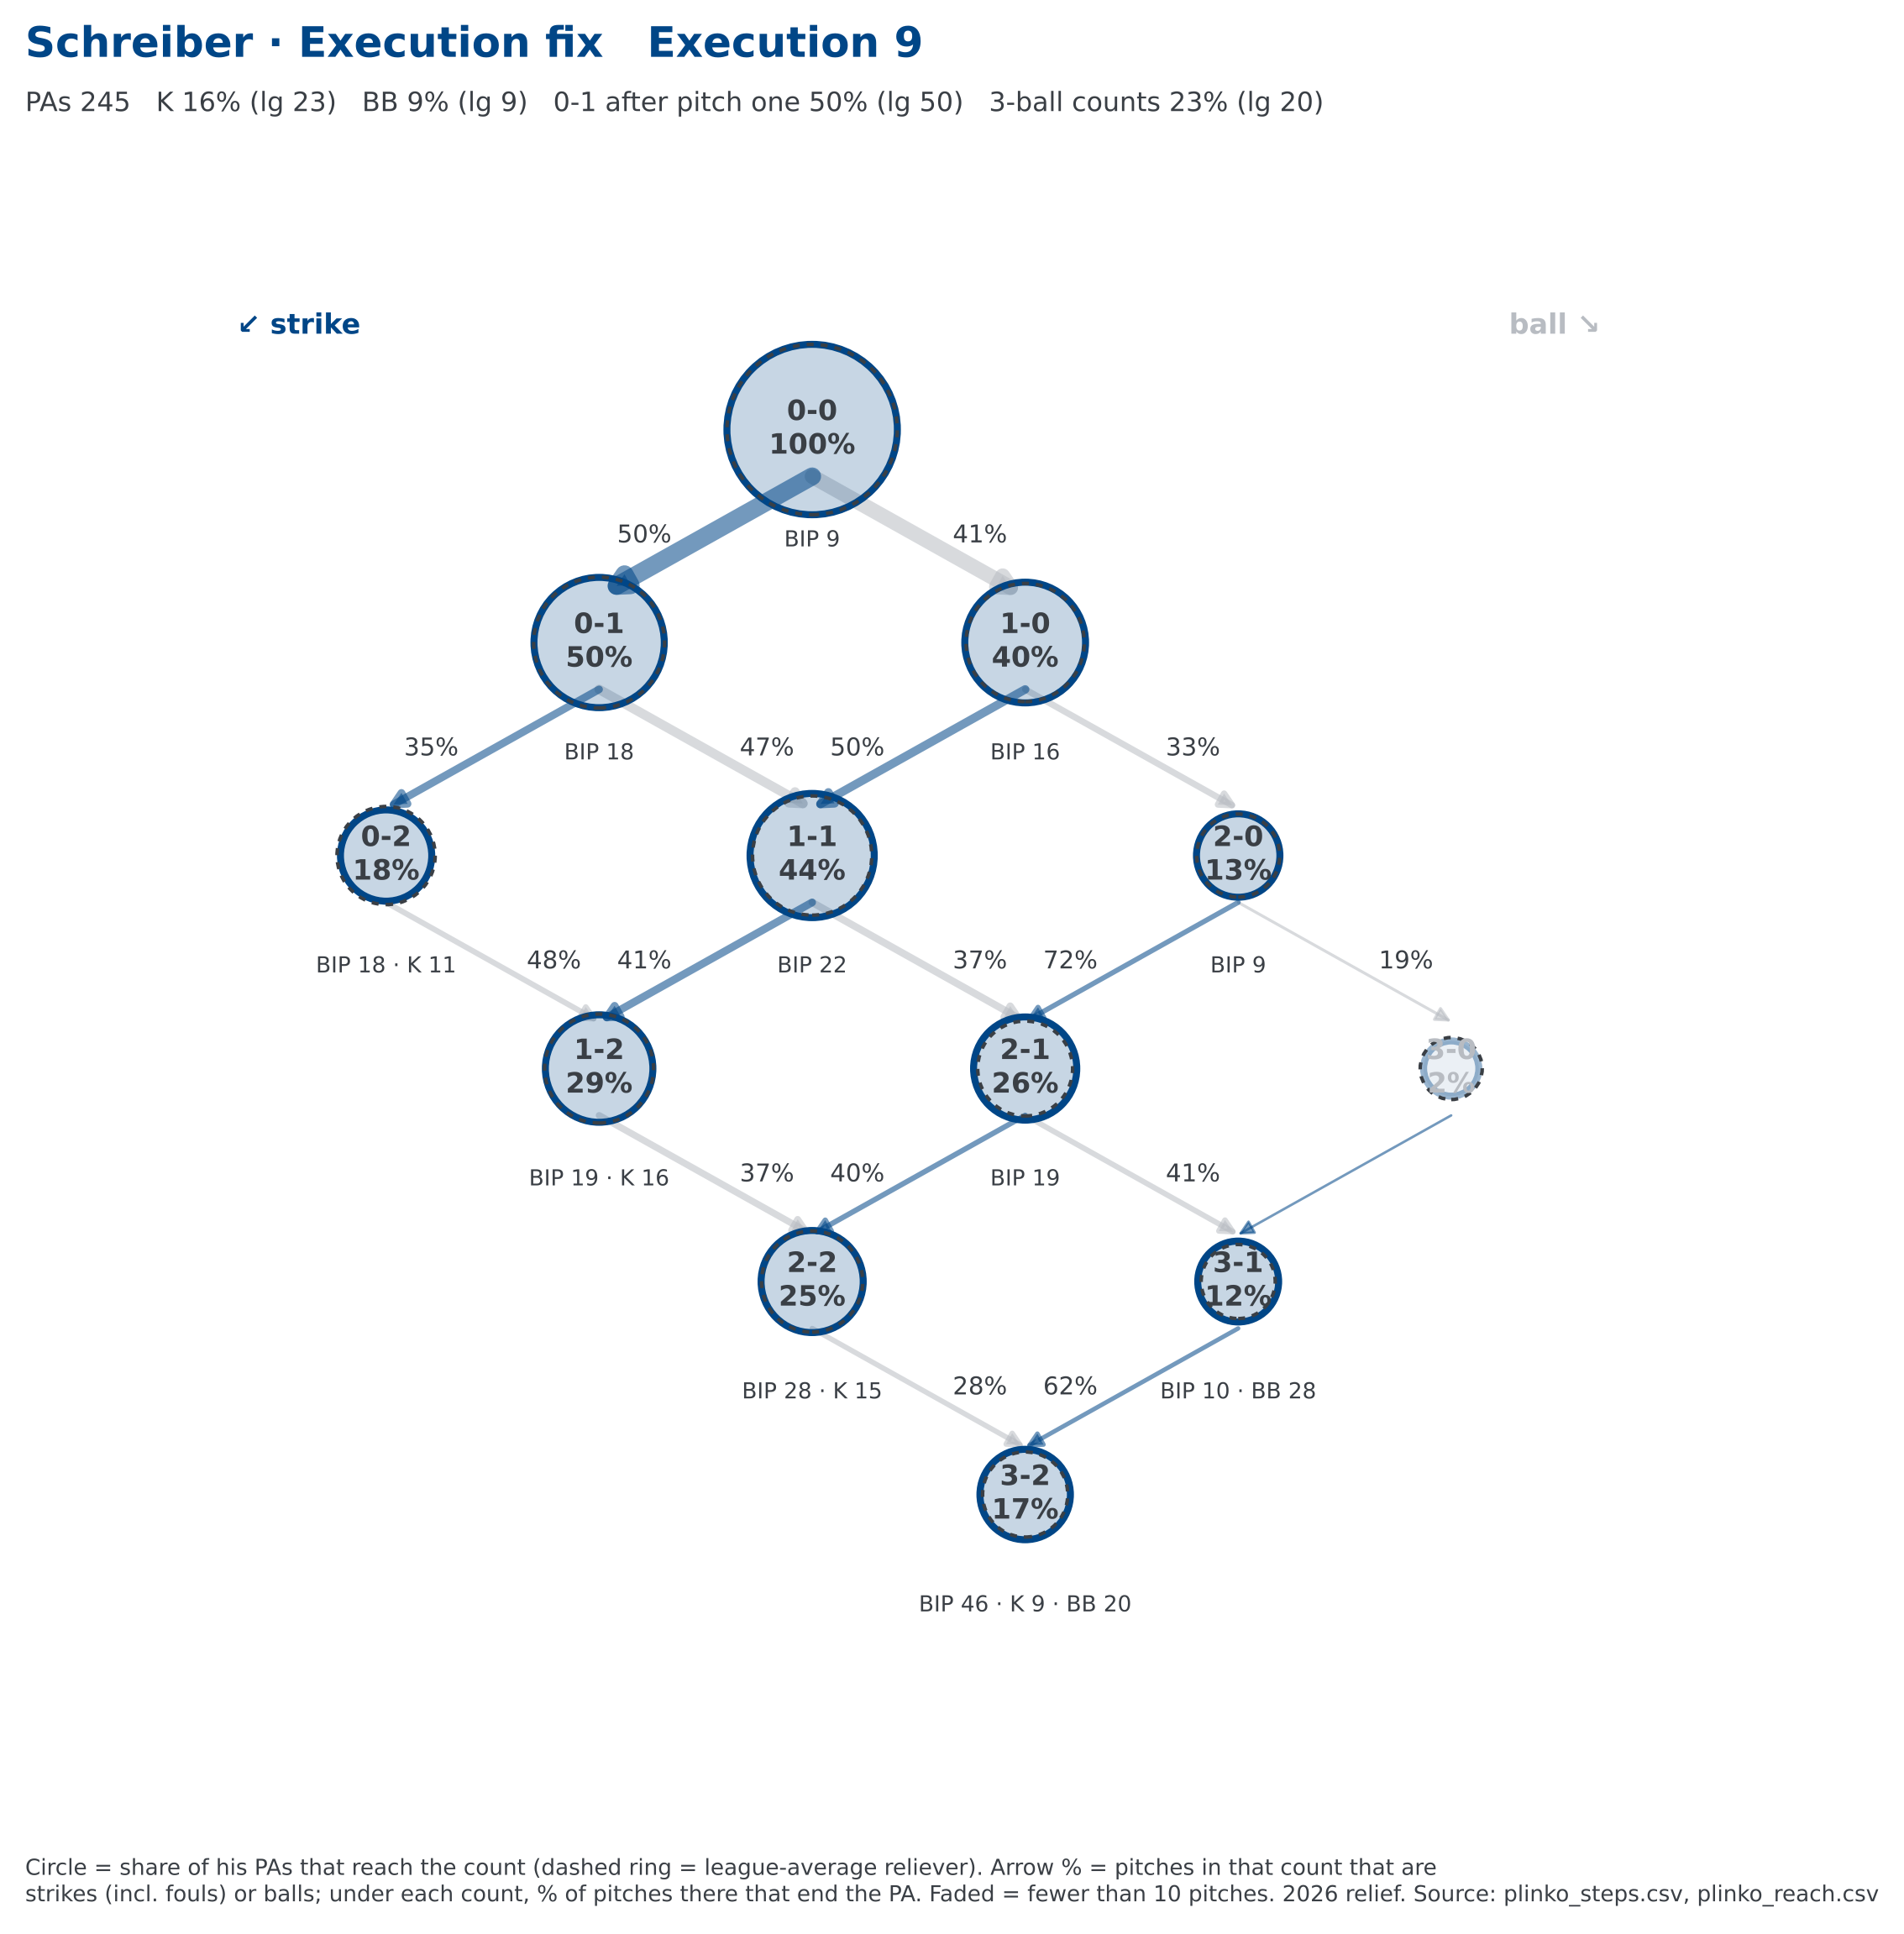 Schreiber · Execution fix   Execution 9
PAs 245   K 16% (lg 23)   BB 9% (lg 9)   0-1 after pitch one 50% (lg 50)   3-ball counts 23% (lg 20)
↙ strike
ball ↘
0-0
100%
50%
BIP 9
41%
0-1
50%
1-0
40%
35%
BIP 18
47%
50%
BIP 16
33%
0-2
18%
1-1
44%
2-0
13%
BIP 18 · K 11
48%
41%
BIP 22
37%
72%
BIP 9
19%
1-2
29%
2-1
26%
3-0
2%
BIP 19 · K 16
37%
40%
BIP 19
41%
2-2
25%
3-1
12%
BIP 28 · K 15
28%
62%
BIP 10 · BB 28
3-2
17%
BIP 46 · K 9 · BB 20
Circle = share of his PAs that reach the count (dashed ring = league-average reliever). Arrow % = pitches in that count that are
strikes (incl. fouls) or balls; under each count, % of pitches there that end the PA. Faded = fewer than 10 pitches. 2026 relief. Source: plinko_steps.csv, plinko_reach.csv